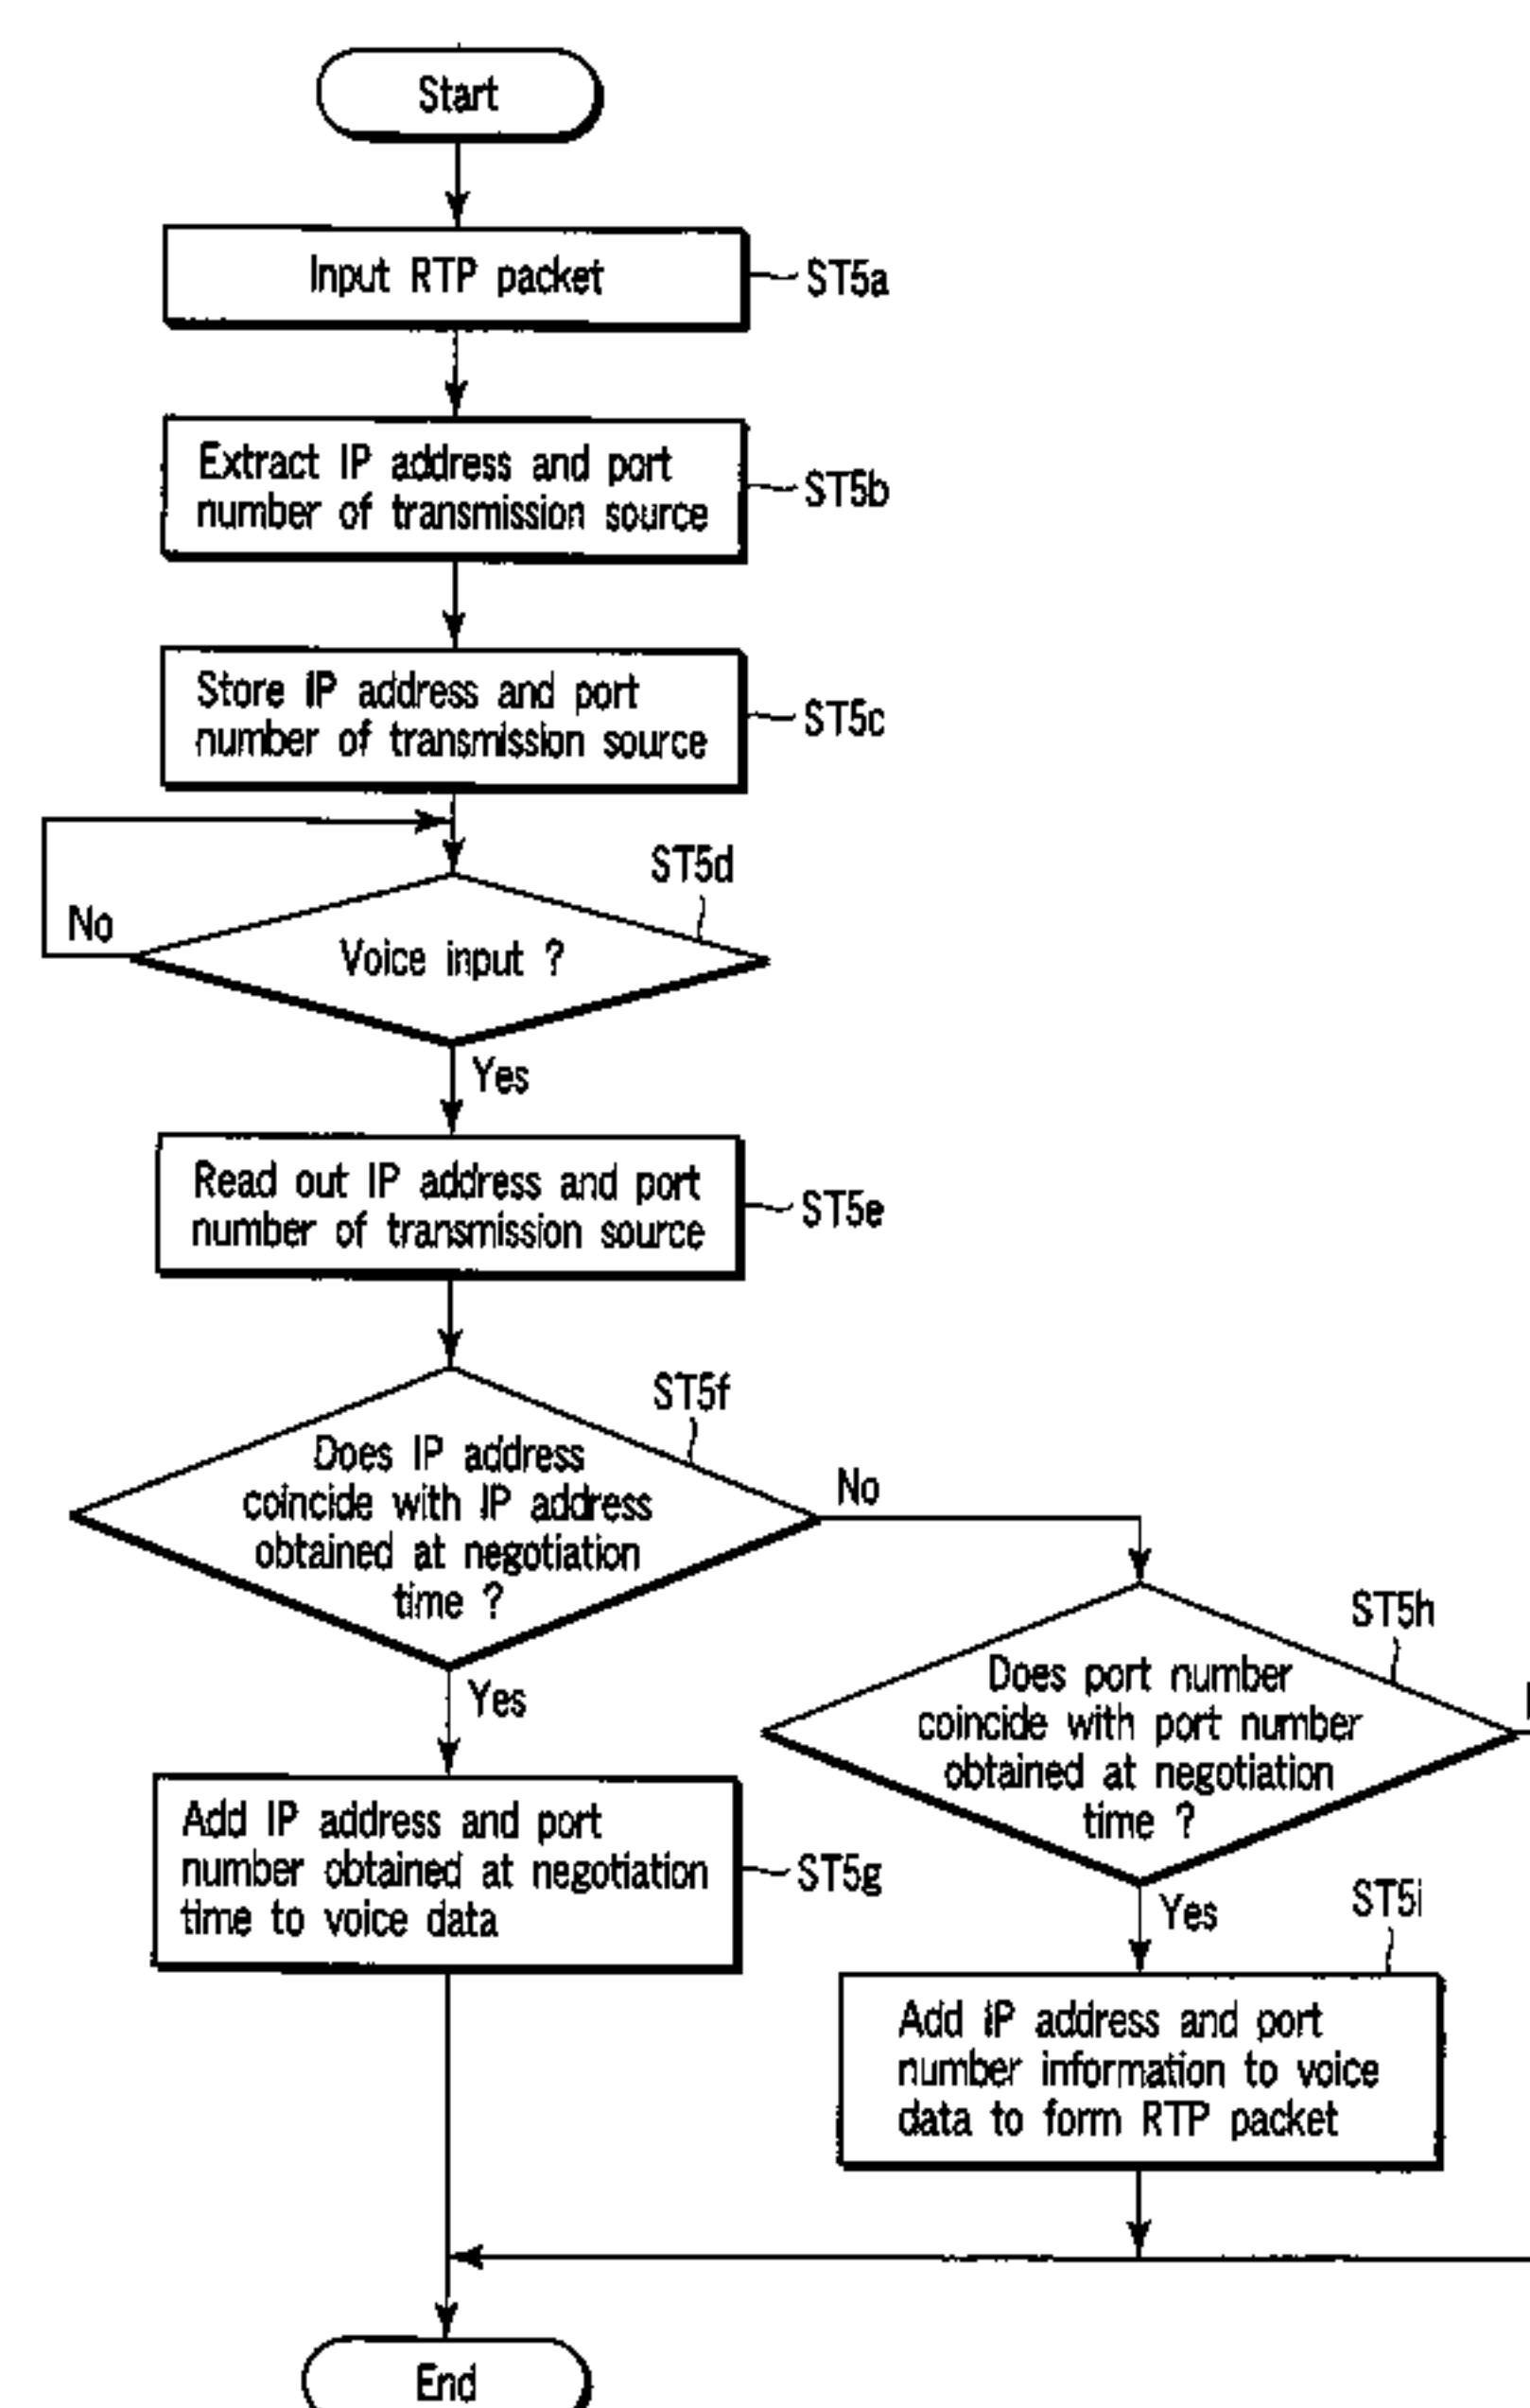 Start
Input RTP packet
ST5a
Extract IP address and port
number of transmission source
ST5b
Store IP address and port
number of transmission source
ST5c
ST5d
No
Voice input ?
Yes
Read out IP address and port
number of transmission source
ST5e
ST5f
Does IP address
coincide with IP address
obtained at negotiation
time ?
No
Yes
ST5h
Does port number
coincide with port number
obtained at negotiation
time ?
Add IP address and port
number obtained at negotiation
time to voice data
ST5g
Yes
ST5i
Add IP address and port
number information to voice
data to form RTP packet
End